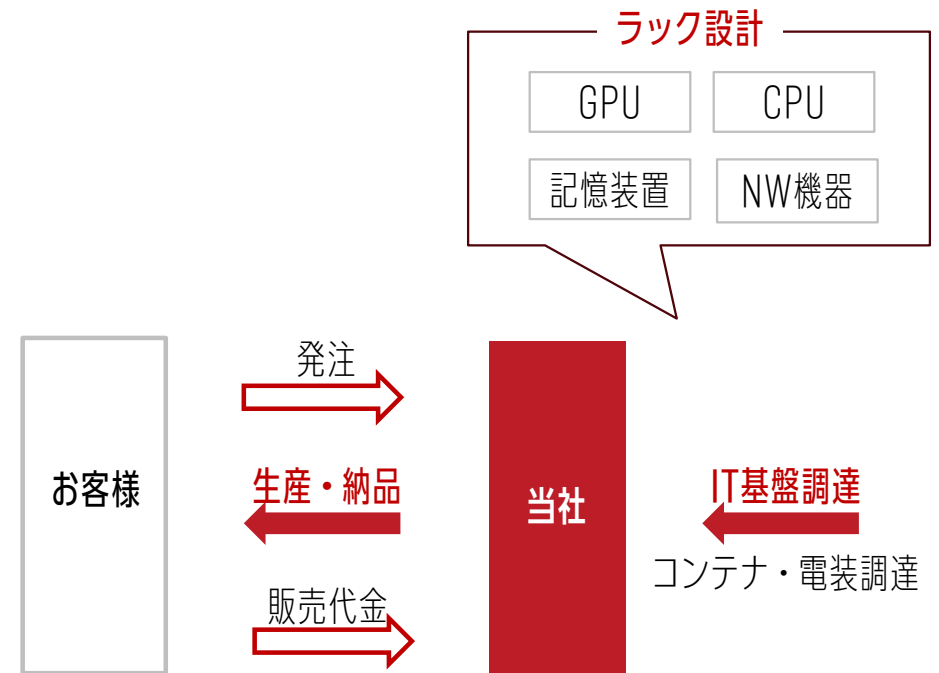 ラック設計
GPU
CPU
記憶装置
NW機器
発注
お客様
生産・納品
当社
IT基盤調達
コンテナ・電装調達
販売代金